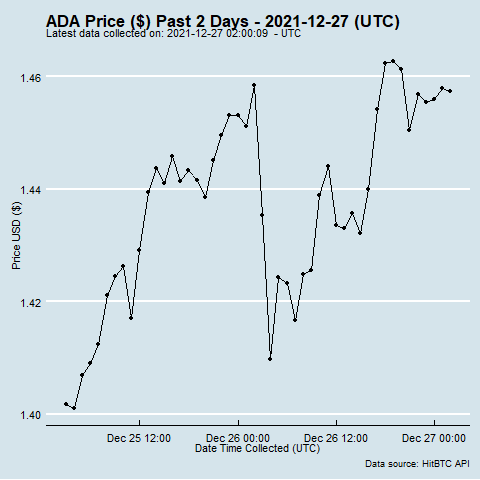 ADA Price ($) Past 2 Days - 2021-12-27 (UTC)
Latest data collected on: 2021-12-27 02:00:09 - UTC
1.46
1.44
1.42
1.40
Price USD ($)
Dec 25 12:00 Dec 26 00:00 Dec 26 12:00 Dec 27 00:00
Date Time Collected (UTC)
Data source: HitBTC API